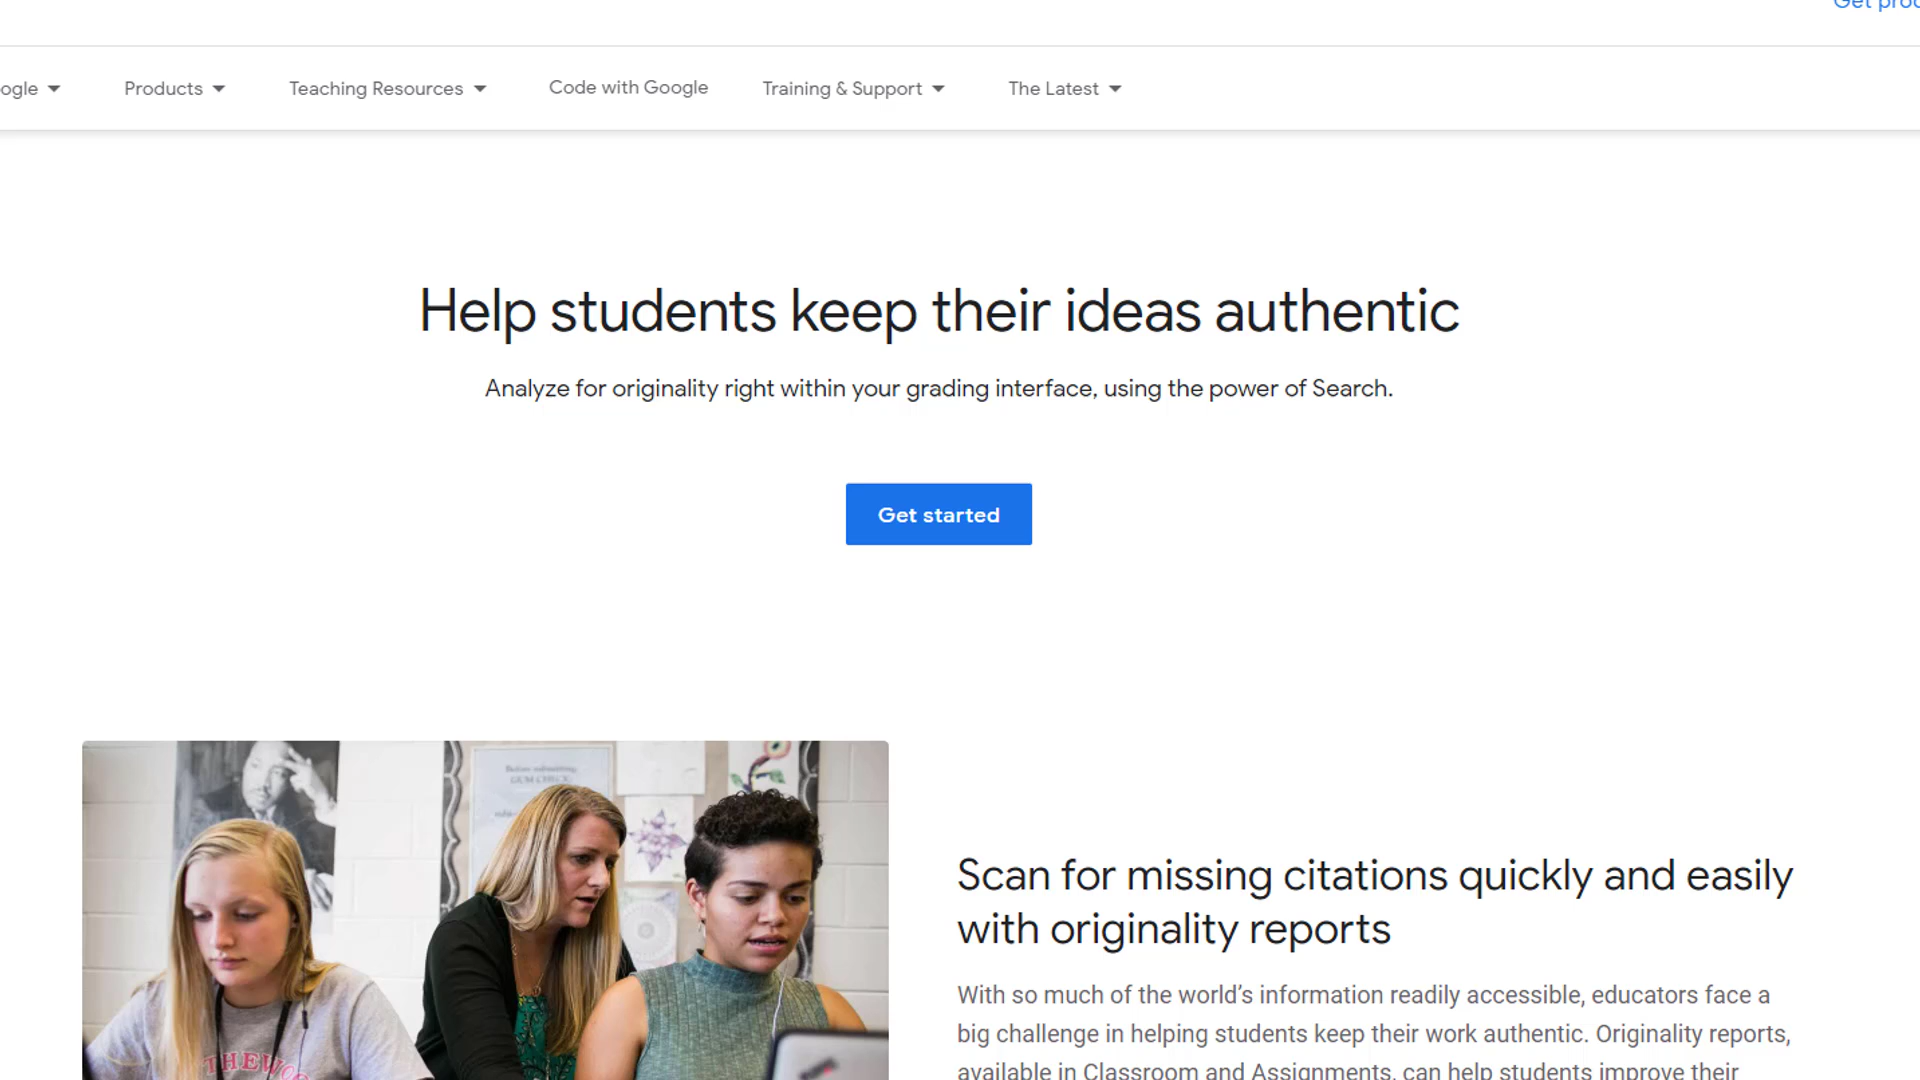 Get
ogle
Products
Teaching Resources
Code with Google
Training & Support
The Latest
Help students keep their ideas authentic
Analyze for originality right within your grading interface, using the power of Search.
Get started
Scan for missing citations quickly and easily
with originality reports
With so much of the world’s information readily accessible, educators face a
big challenge in helping students keep their work authentic. Originality reports,
available in Classroom and Assignments, can help students improve their